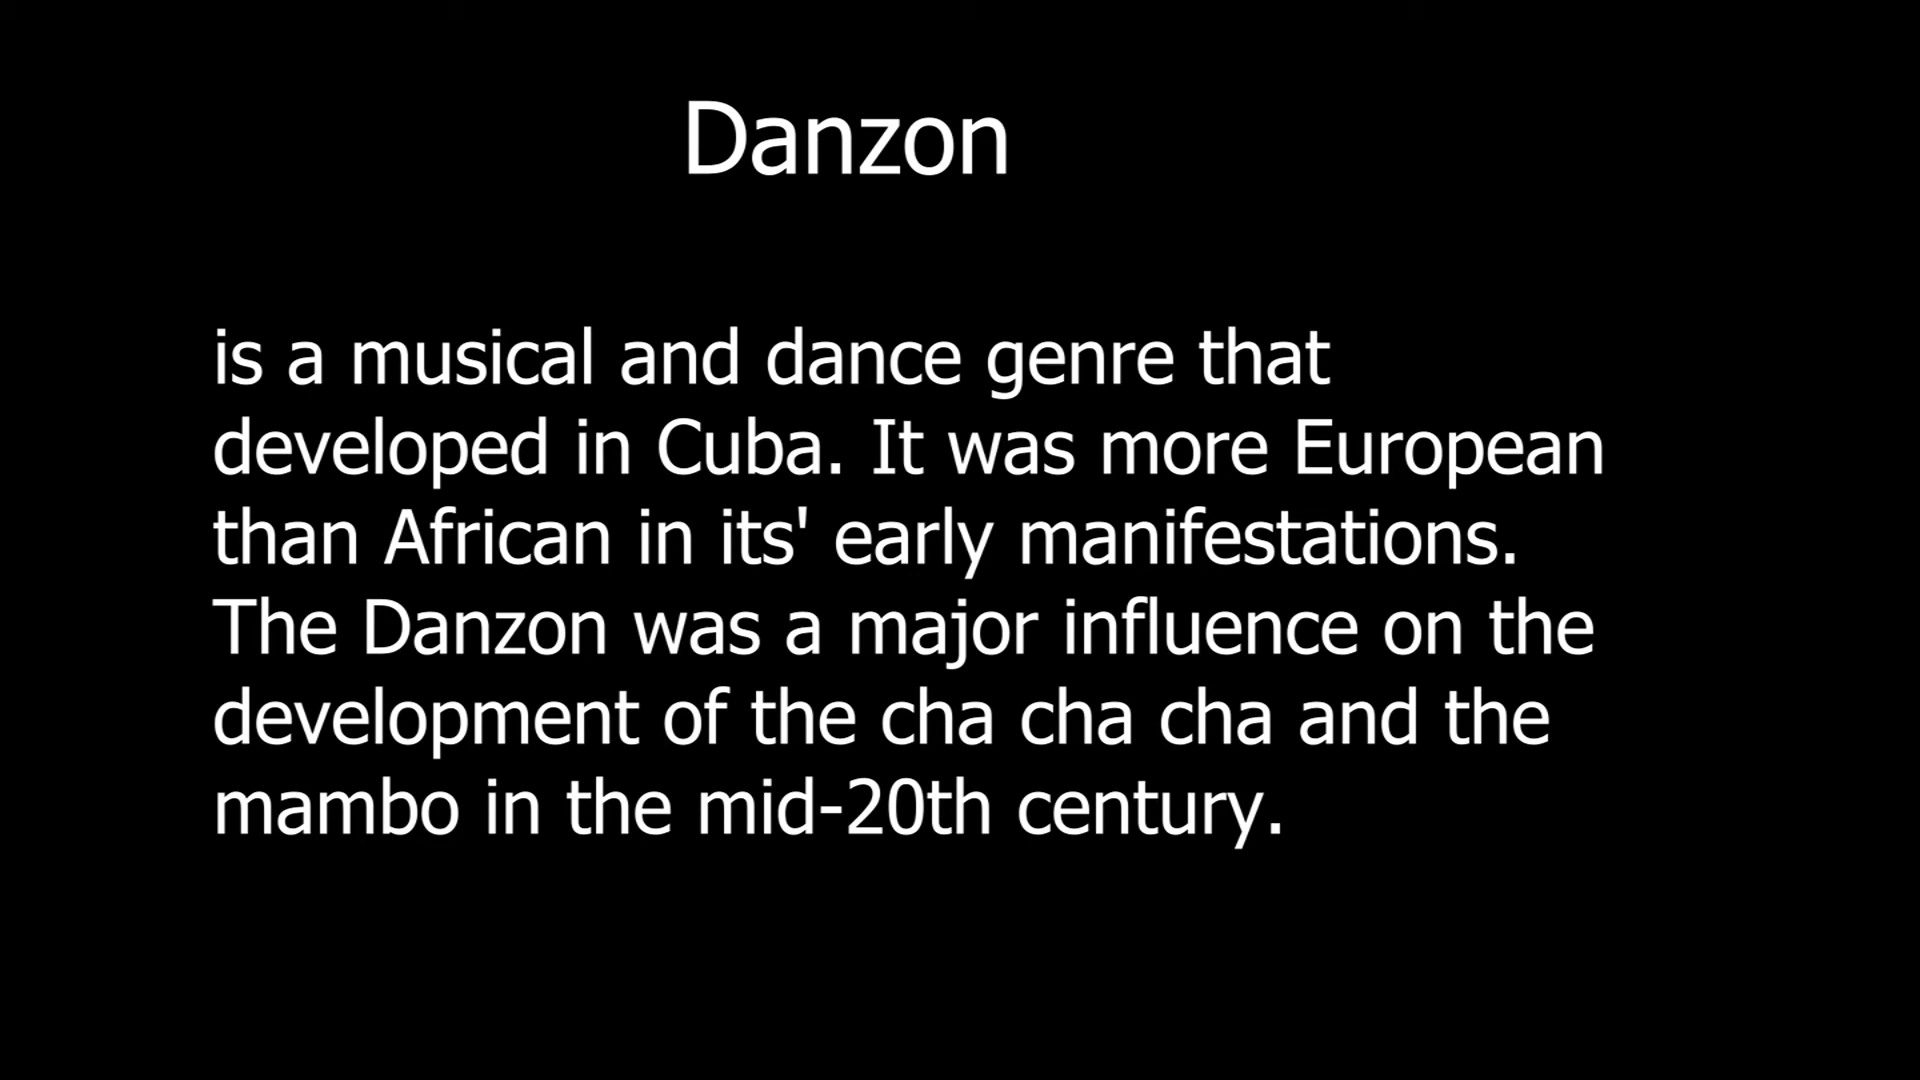 Danzon
is a musical and dance genre that
developed in Cuba. It was more European
than African in its' early manifestations.
The Danzon was a major influence on the
development of the cha cha cha and the
mambo in the mid-20th century.